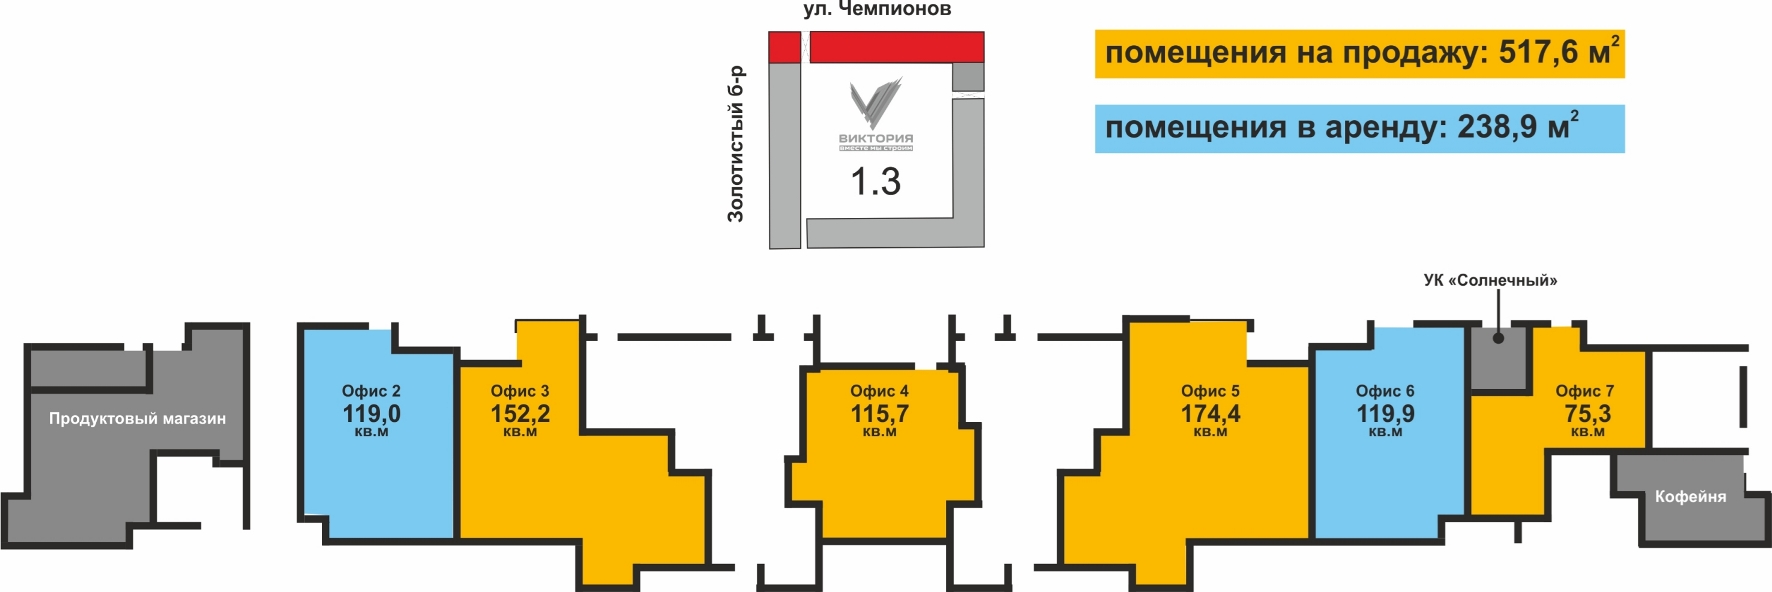 ул. Чемпионов
Золотистый б-р
ВИКТОРИЯ
вместе мы строим
1.3
помещения на продажу: 517,6 м²
помещения в аренду: 238,9 м²
УК «Солнечный»
Продуктовый магазин
Офис 2
119,0
кв.м
Офис 3
152,2
кв.м
Офис 4
115,7
кв.м
Офис 5
174,4
кв.м
Офис 6
119,9
кв.м
Офис 7
75,3
кв.м
Кофейня